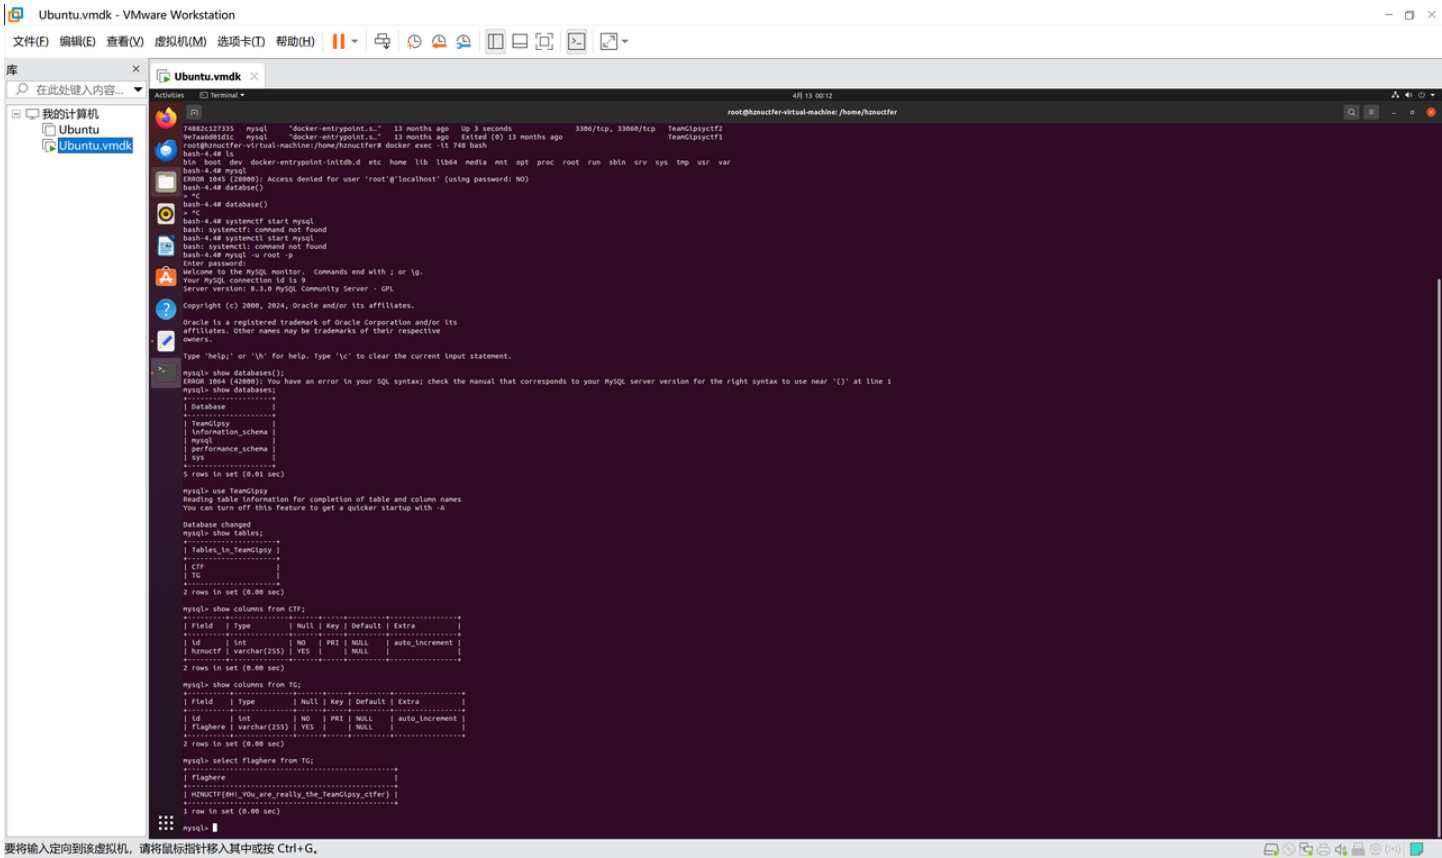 Ubuntu.vmdk - VMware Workstation
文件(F) 编辑(E) 查看(V) 虚拟机(M) 选项卡(T) 帮助(H)
库
Ubuntu.vmdk
在此处键入内容...
我的计算机
Ubuntu
Ubuntu.vmdk
Activities Terminal 4月 13 00:12
root@hznuctfer-virtual-machine: /home/hznuctfer
74882c127335 mysql "docker-entrypoint.s…" 13 months ago Up 3 seconds 3306/tcp, 33060/tcp TeamGipsyctf2
9e7aa6d01d1c mysql "docker-entrypoint.s…" 13 months ago Exited (0) 13 months ago TeamGipsyctf1
root@hznuctfer-virtual-machine:/home/hznuctfer# docker exec -it 748 bash
bash-4.4# ls
bin boot dev docker-entrypoint-initdb.d etc home lib lib64 media mnt opt proc root run sbin srv sys tmp usr var
bash-4.4# mysql
ERROR 1045 (28000): Access denied for user 'root'@'localhost' (using password: NO)
bash-4.4# databse()
> ^C
bash-4.4# database()
> ^C
bash-4.4# systemctf start mysql
bash: systemctf: command not found
bash-4.4# systemctl start mysql
bash: systemctl: command not found
bash-4.4# mysql -u root -p
Enter password:
Welcome to the MySQL monitor. Commands end with ; or \g.
Your MySQL connection id is 9
Server version: 8.3.0 MySQL Community Server - GPL
Copyright (c) 2000, 2024, Oracle and/or its affiliates.
Oracle is a registered trademark of Oracle Corporation and/or its
affiliates. Other names may be trademarks of their respective
owners.
Type 'help;' or '\h' for help. Type '\c' to clear the current input statement.
mysql> show databases();
ERROR 1064 (42000): You have an error in your SQL syntax; check the manual that corresponds to your MySQL server version for the right syntax to use near '()' at line 1
mysql> show databases;
+--------------------+
| Database |
+--------------------+
| TeamGipsy |
| information_schema |
| mysql |
| performance_schema |
| sys |
+--------------------+
5 rows in set (0.01 sec)
mysql> use TeamGipsy
Reading table information for completion of table and column names
You can turn off this feature to get a quicker startup with -A
Database changed
mysql> show tables;
+---------------------+
| Tables_in_TeamGipsy |
+---------------------+
| CTF |
| TG |
+---------------------+
2 rows in set (0.00 sec)
mysql> show columns from CTF;
+---------+--------------+------+-----+---------+----------------+
| Field | Type | Null | Key | Default | Extra |
+---------+--------------+------+-----+---------+----------------+
| id | int | NO | PRI | NULL | auto_increment |
| hznuctf | varchar(255) | YES | | NULL | |
+---------+--------------+------+-----+---------+----------------+
2 rows in set (0.00 sec)
mysql> show columns from TG;
+----------+--------------+------+-----+---------+----------------+
| Field | Type | Null | Key | Default | Extra |
+----------+--------------+------+-----+---------+----------------+
| id | int | NO | PRI | NULL | auto_increment |
| flaghere | varchar(255) | YES | | NULL | |
+----------+--------------+------+-----+---------+----------------+
2 rows in set (0.00 sec)
mysql> select flaghere from TG;
+------------------------------------------------+
| flaghere |
+------------------------------------------------+
| HZNUCTF{0H!_YOu_are_really_the_TeamGipsy_ctfer} |
+------------------------------------------------+
1 row in set (0.00 sec)
mysql>
要将输入定向到该虚拟机，请将鼠标指针移入其中或按 Ctrl+G。